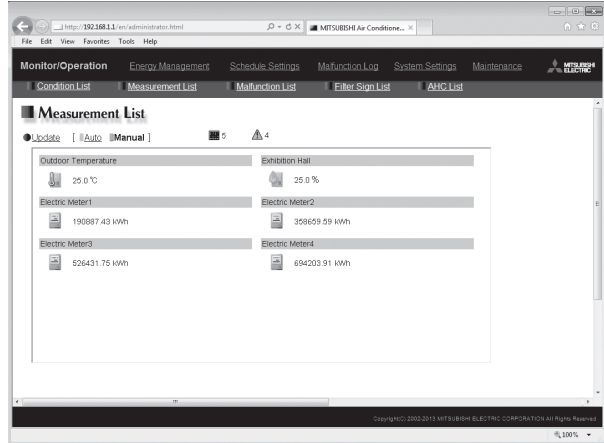 http://192.168.1.1/en/administrator.html
MITSUBISHI Air Conditione...
File Edit View Favorites Tools Help
Monitor/Operation Energy Management Schedule Settings Malfunction Log System Settings Maintenance MITSUBISHI ELECTRIC
Condition List Measurement List Malfunction List Filter Sign List AHC List
Measurement List
Update [ Auto Manual ] 5 4
Outdoor Temperature Exhibition Hall
25.0 ℃ 25.0 %
Electric Meter1 Electric Meter2
190887.43 kWh 358659.59 kWh
Electric Meter3 Electric Meter4
526431.75 kWh 694203.91 kWh
Copyright(C) 2002-2013 MITSUBISHI ELECTRIC CORPORATION All Rights Reserved
100%